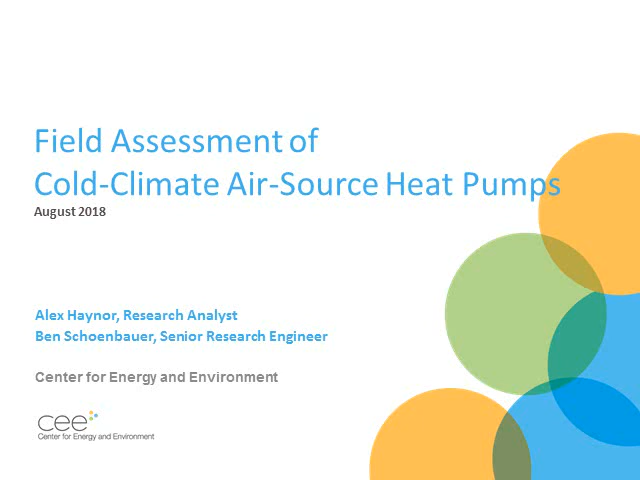 Field Assessment of
Cold-Climate Air-Source Heat Pumps
August 2018
Alex Haynor, Research Analyst
Ben Schoenbauer, Senior Research Engineer
Center for Energy and Environment
cee
Center for Energy and Environment